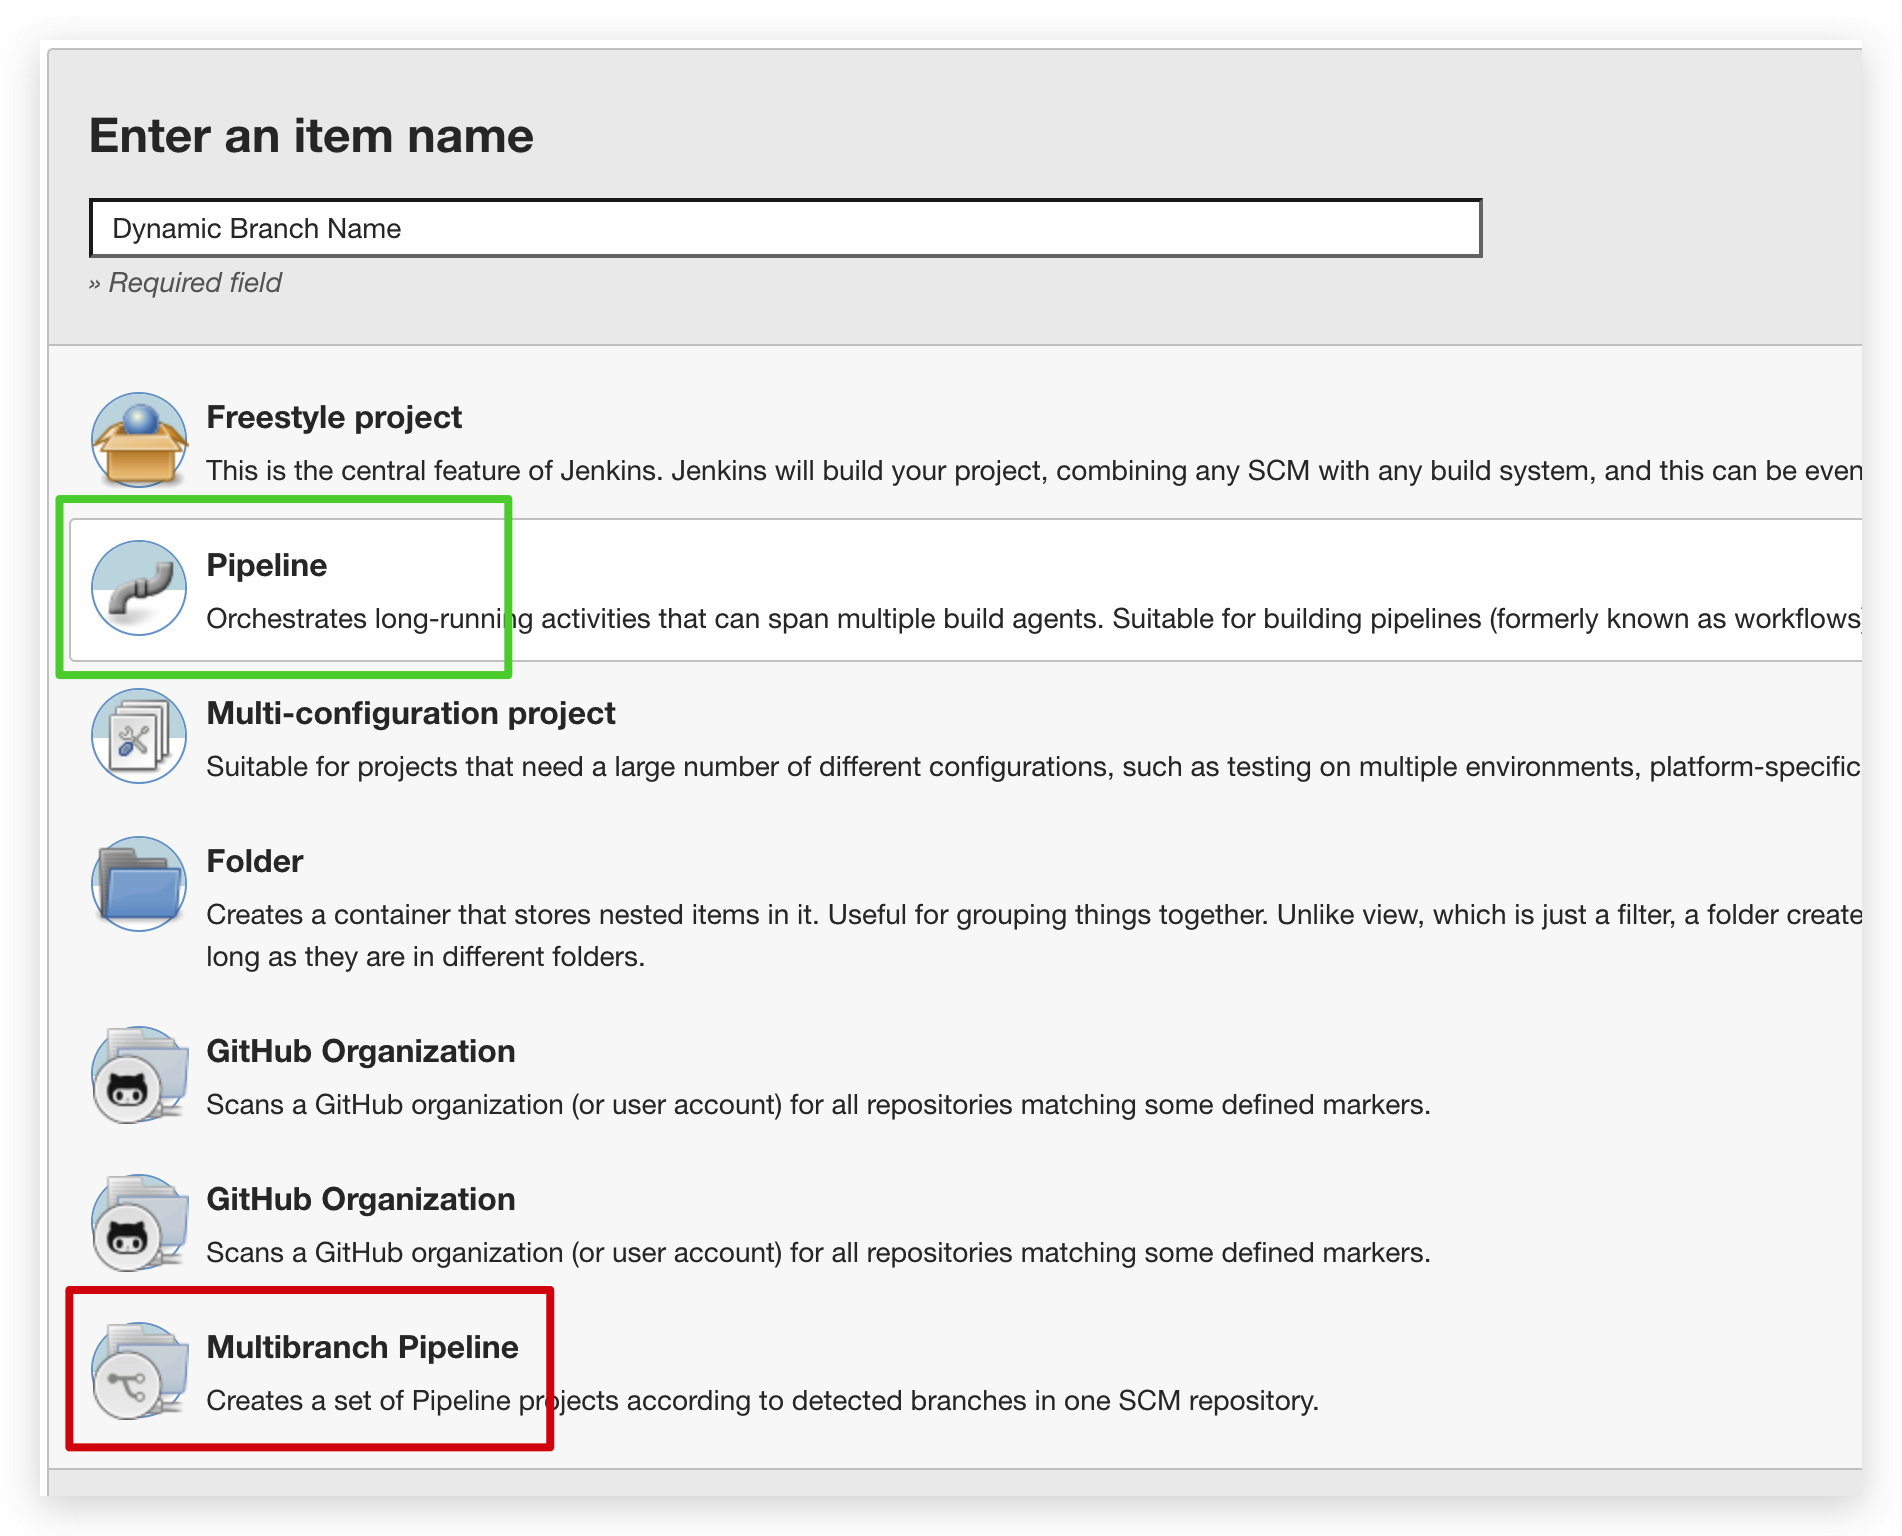 Enter an item name
Dynamic Branch Name
» Required field
Freestyle project
This is the central feature of Jenkins. Jenkins will build your project, combining any SCM with any build system, and this can be even
Pipeline
Orchestrates long-running activities that can span multiple build agents. Suitable for building pipelines (formerly known as workflows)
Multi-configuration project
Suitable for projects that need a large number of different configurations, such as testing on multiple environments, platform-specific
Folder
Creates a container that stores nested items in it. Useful for grouping things together. Unlike view, which is just a filter, a folder create
long as they are in different folders.
GitHub Organization
Scans a GitHub organization (or user account) for all repositories matching some defined markers.
GitHub Organization
Scans a GitHub organization (or user account) for all repositories matching some defined markers.
Multibranch Pipeline
Creates a set of Pipeline projects according to detected branches in one SCM repository.